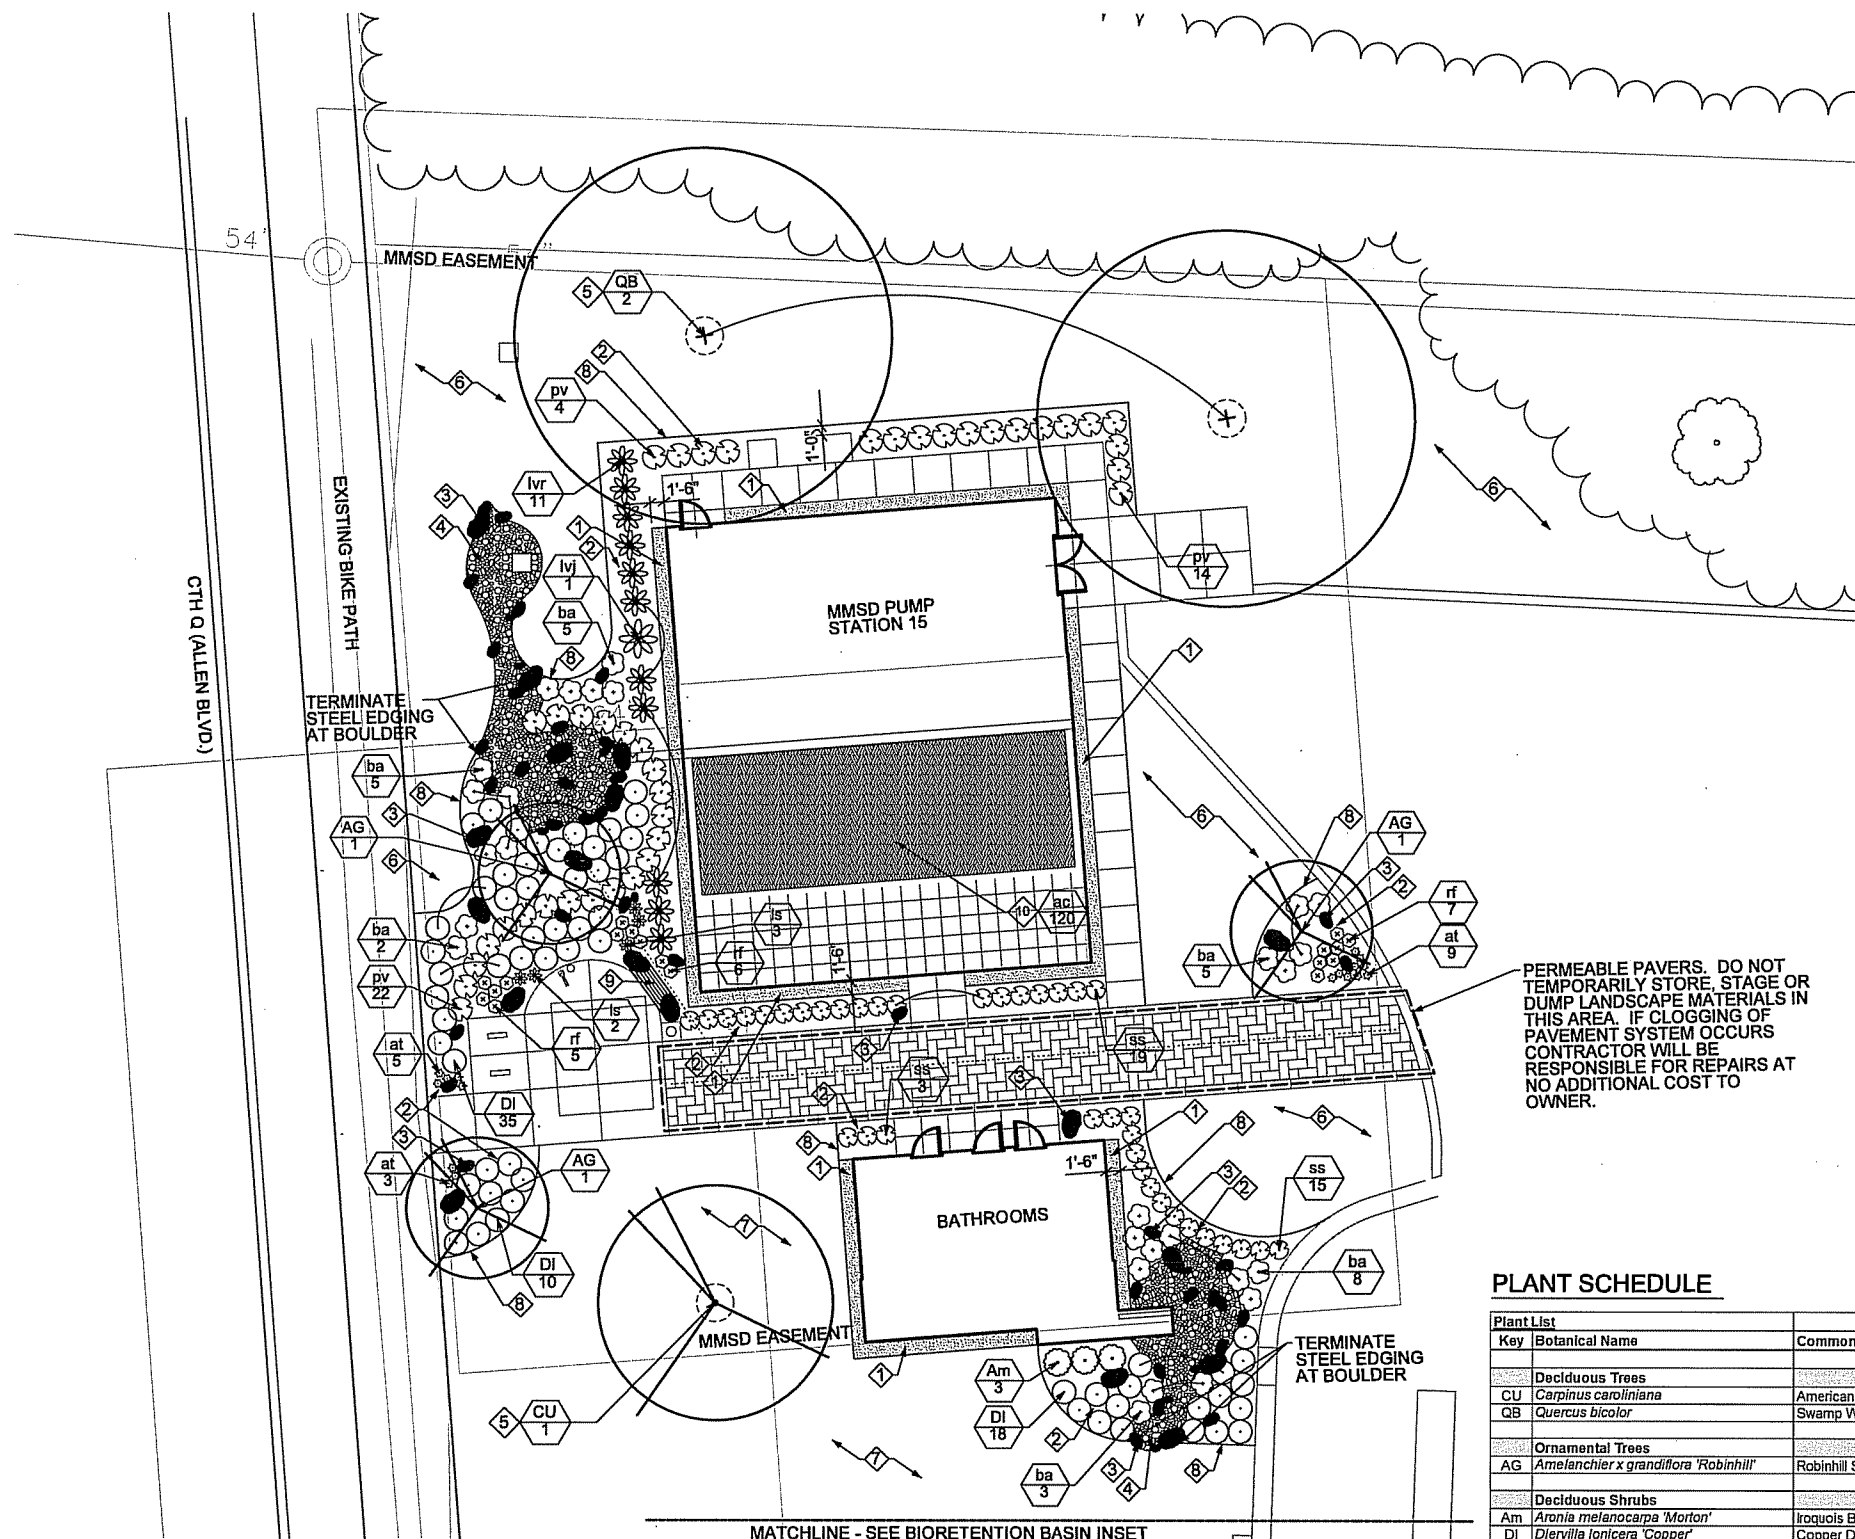 54'
MMSD EASEMENT
5
QB
2
2
8
6
pv
4
1'-0"
lvr
11
1'-6"
1
3
4
1
2
6
EXISTING BIKE PATH
CTH Q (ALLEN BLVD.)
lvj
1
ba
5
8
pv
14
MMSD PUMP
STATION 15
1
TERMINATE
STEEL EDGING
AT BOULDER
ba
5
8
3
AG
1
6
6
8
AG
1
3
2
rf
7
at
9
ba
5
10
ac
120
ls
3
rf
6
1'-6"
ba
2
pv
22
9
ls
2
rf
5
at
5
DI
35
2
1
3
ss
3
ss
19
3
2
PERMEABLE PAVERS. DO NOT
TEMPORARILY STORE, STAGE OR
DUMP LANDSCAPE MATERIALS IN
THIS AREA. IF CLOGGING OF
PAVEMENT SYSTEM OCCURS
CONTRACTOR WILL BE
RESPONSIBLE FOR REPAIRS AT
NO ADDITIONAL COST TO
OWNER.
2
3
at
3
AG
1
8
1
1
8
6
1'-6"
3
2
ss
15
BATHROOMS
7
DI
10
8
ba
8
MMSD EASEMENT
1
TERMINATE
STEEL EDGING
AT BOULDER
Am
3
DI
18
2
5
CU
1
7
ba
3
3
4
8
MATCHLINE - SEE BIORETENTION BASIN INSET
PLANT SCHEDULE
Plant List
Key Botanical Name Common
Deciduous Trees
CU Carpinus caroliniana American
QB Quercus bicolor Swamp W
Ornamental Trees
AG Amelanchier x grandiflora 'Robinhill' Robinhill S
Deciduous Shrubs
Am Aronia melanocarpa 'Morton' Iroquois B
DI Diervilla lonicera 'Copper' Copper D